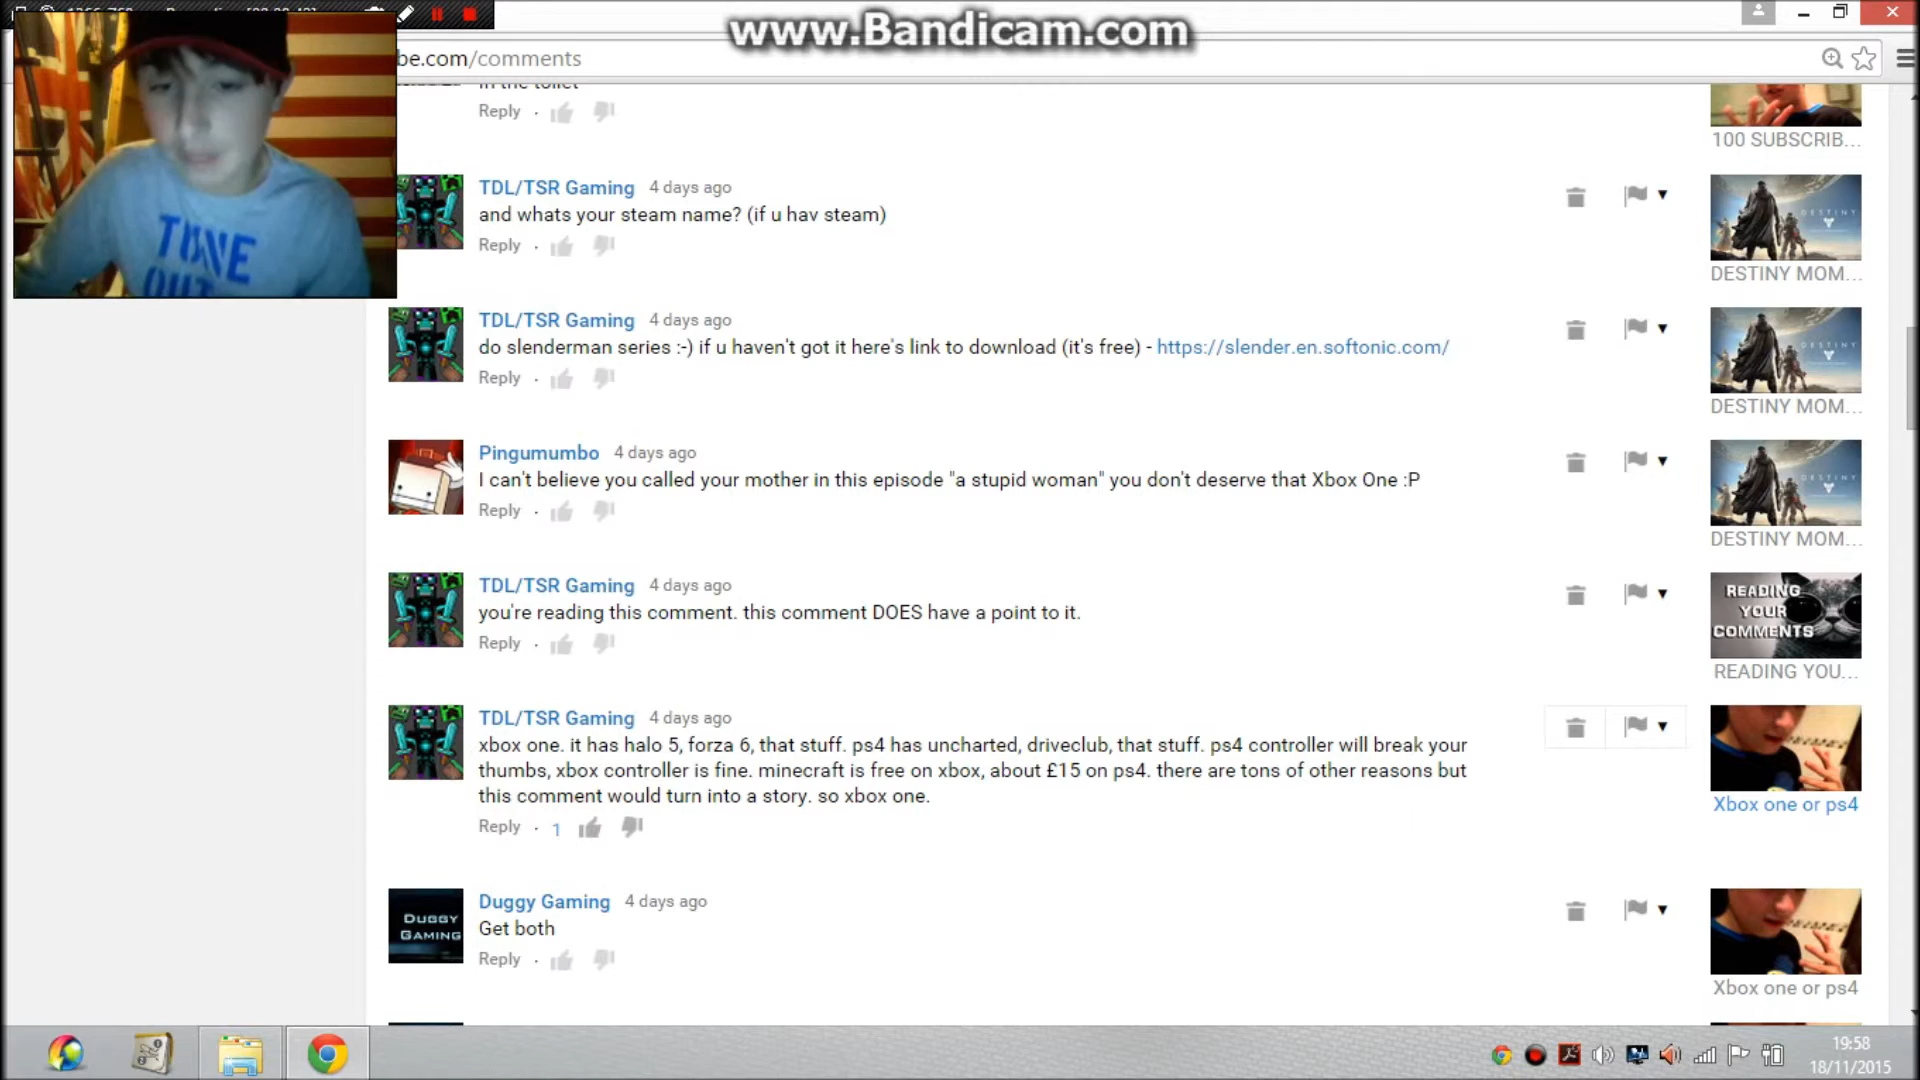 www.Bandicam.com
be.com/comments
in the toilet
Reply
100 SUBSCRIB...
TDL/TSR Gaming 4 days ago
and whats your steam name? (if u hav steam)
Reply
DESTINY
DESTINY MOM...
TDL/TSR Gaming 4 days ago
do slenderman series :-) if u haven't got it here's link to download (it's free) - https://slender.en.softonic.com/
Reply
DESTINY
DESTINY MOM...
Pingumumbo 4 days ago
I can't believe you called your mother in this episode "a stupid woman" you don't deserve that Xbox One :P
Reply
DESTINY
DESTINY MOM...
TDL/TSR Gaming 4 days ago
you're reading this comment. this comment DOES have a point to it.
Reply
READING
YOUR
COMMENTS
READING YOU...
TDL/TSR Gaming 4 days ago
xbox one. it has halo 5, forza 6, that stuff. ps4 has uncharted, driveclub, that stuff. ps4 controller will break your
thumbs, xbox controller is fine. minecraft is free on xbox, about £15 on ps4. there are tons of other reasons but
this comment would turn into a story. so xbox one.
Reply 1
Xbox one or ps4
DUGGY
GAMING
Duggy Gaming 4 days ago
Get both
Reply
Xbox one or ps4
TUNE
OUT
19:58
18/11/2015